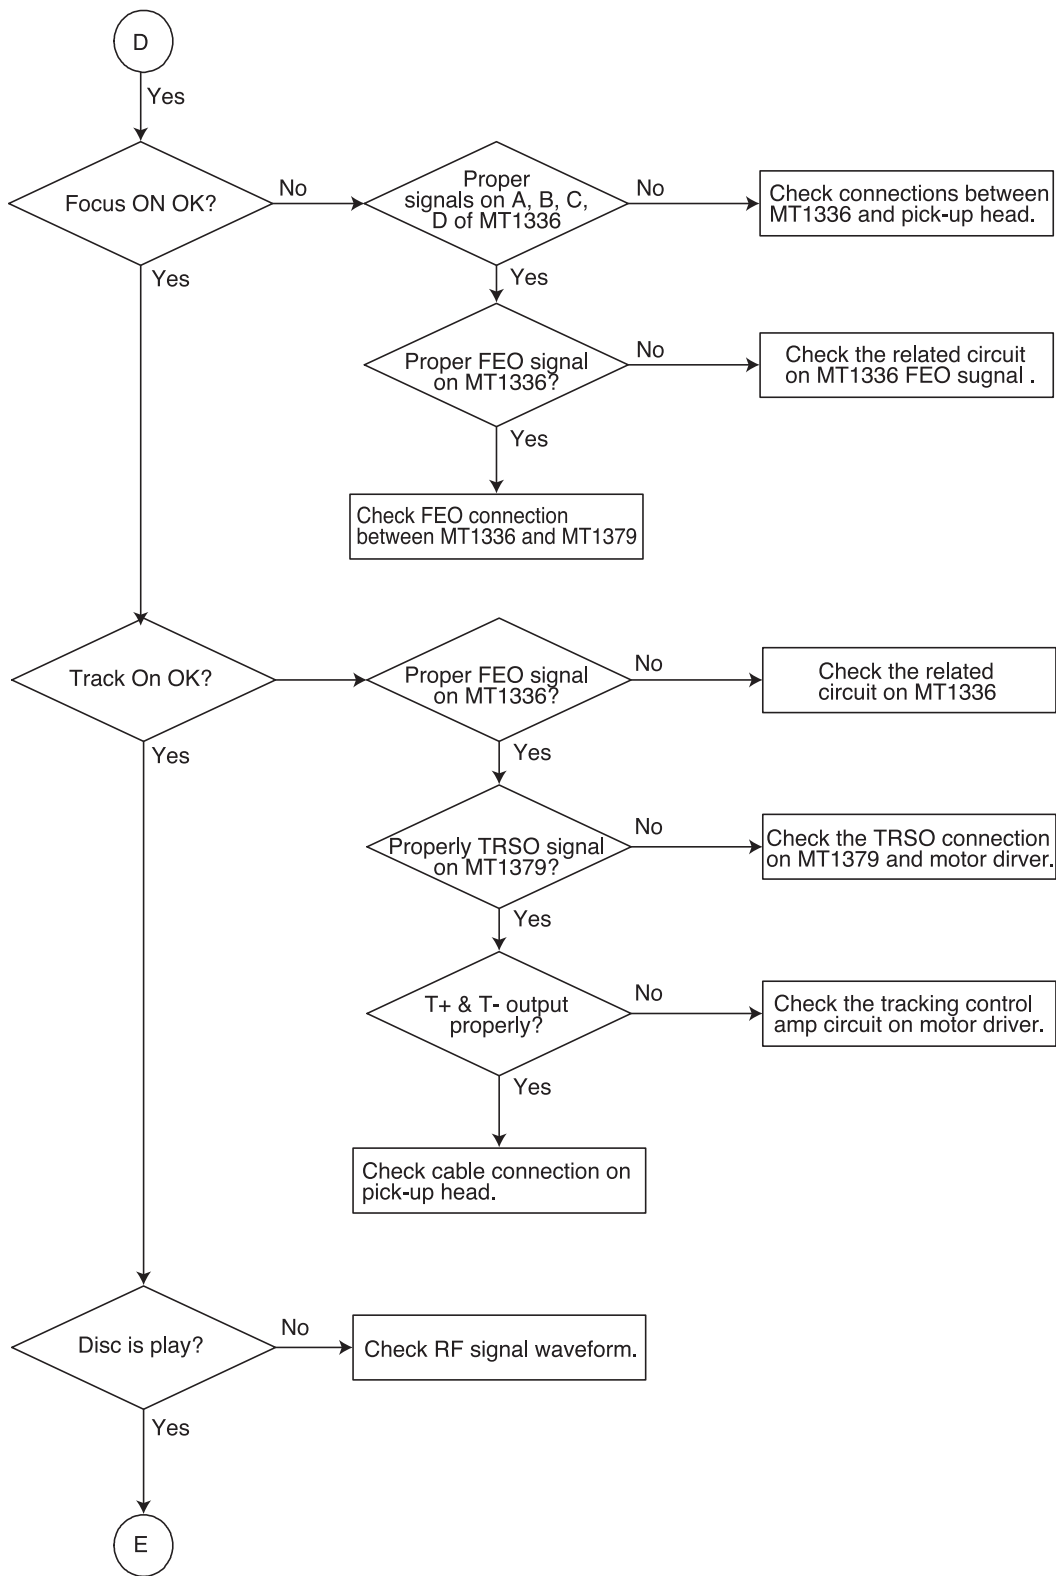 D
Yes
Focus ON OK?
No
Proper
signals on A, B, C,
D of MT1336
No
Check connections between
MT1336 and pick-up head.
Yes
Yes
Proper FEO signal
on MT1336?
No
Check the related circuit
on MT1336 FEO sugnal .
Yes
Check FEO connection
between MT1336 and MT1379
Track On OK?
Proper FEO signal
on MT1336?
No
Check the related
circuit on MT1336
Yes
Yes
Properly TRSO signal
on MT1379?
No
Check the TRSO connection
on MT1379 and motor dirver.
Yes
T+ & T- output
properly?
No
Check the tracking control
amp circuit on motor driver.
Yes
Check cable connection on
pick-up head.
Disc is play?
No
Check RF signal waveform.
Yes
E